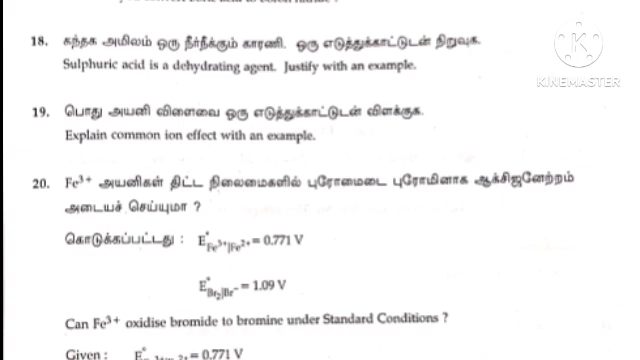 18. கந்தக அமிலம் ஒரு நீர்நீக்கும் காரணி. ஒரு எடுத்துக்காட்டுடன் நிறுவுக.
Sulphuric acid is a dehydrating agent. Justify with an example.
KINEMASTER
19. பொது அயனி விளைவை ஒரு எடுத்துக்காட்டுடன் விளக்குக.
Explain common ion effect with an example.
20. Fe³⁺ அயனிகள் திட்ட நிலைமைகளில் புரோமைடை புரோமினாக ஆக்சிஜனேற்றம்
அடையச் செய்யுமா ?
கொடுக்கப்பட்டது : E°Fe³⁺|Fe²⁺ = 0.771 V
E°Br₂|Br⁻ = 1.09 V
Can Fe³⁺ oxidise bromide to bromine under Standard Conditions ?
Given : E° = 0.771 V